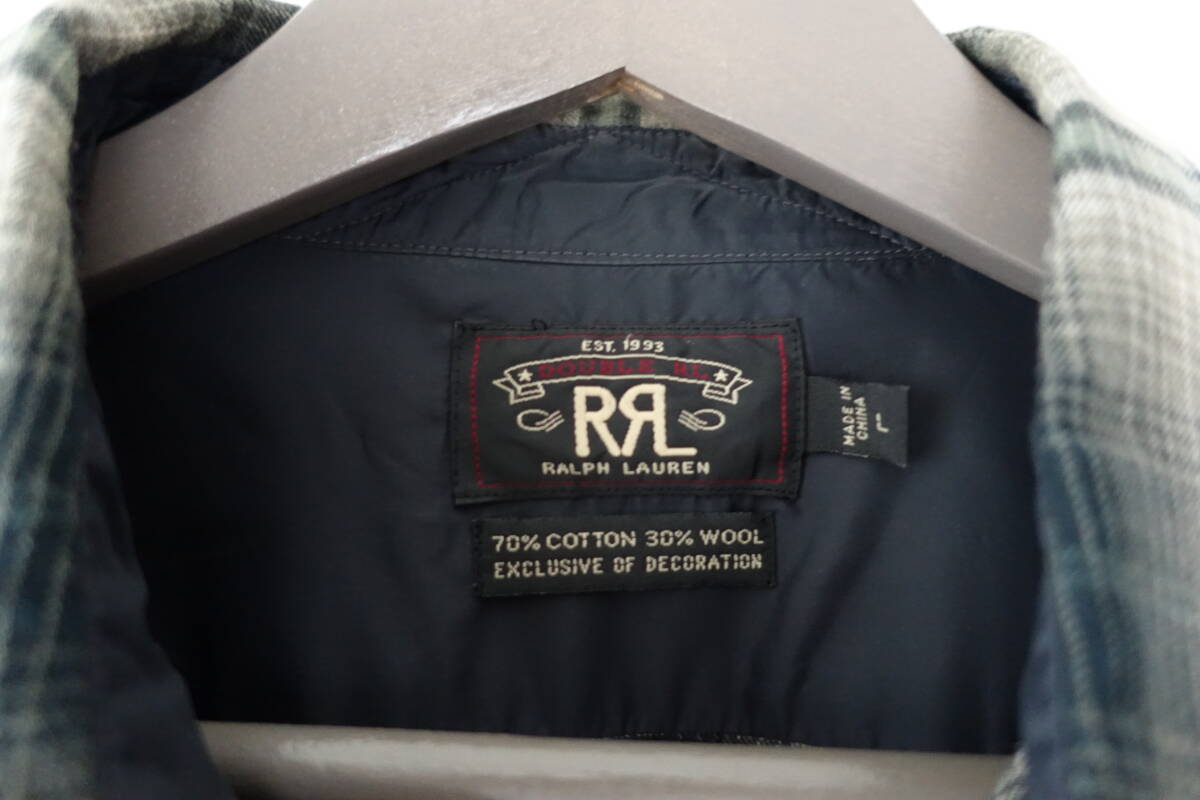 EST. 1993
DOUBLE RL
RRL
RALPH LAUREN
MADE IN
CHINA
L
70% COTTON 30% WOOL
EXCLUSIVE OF DECORATION